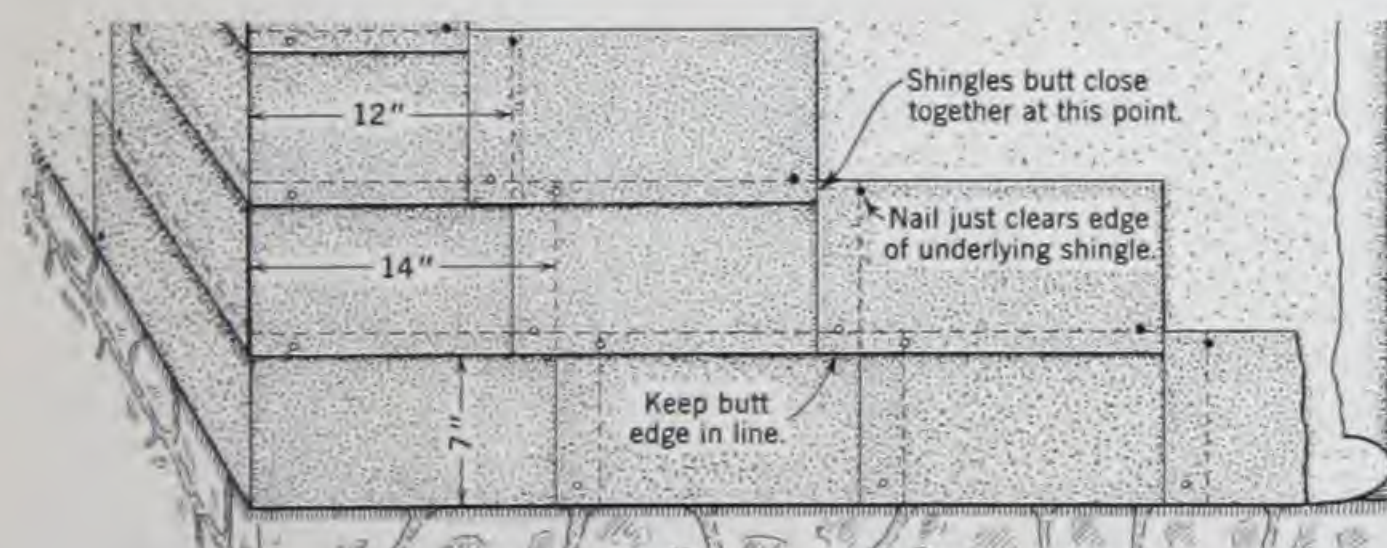 12"
Shingles butt close
together at this point.
Nail just clears edge
of underlying shingle.
14"
7"
Keep butt
edge in line.